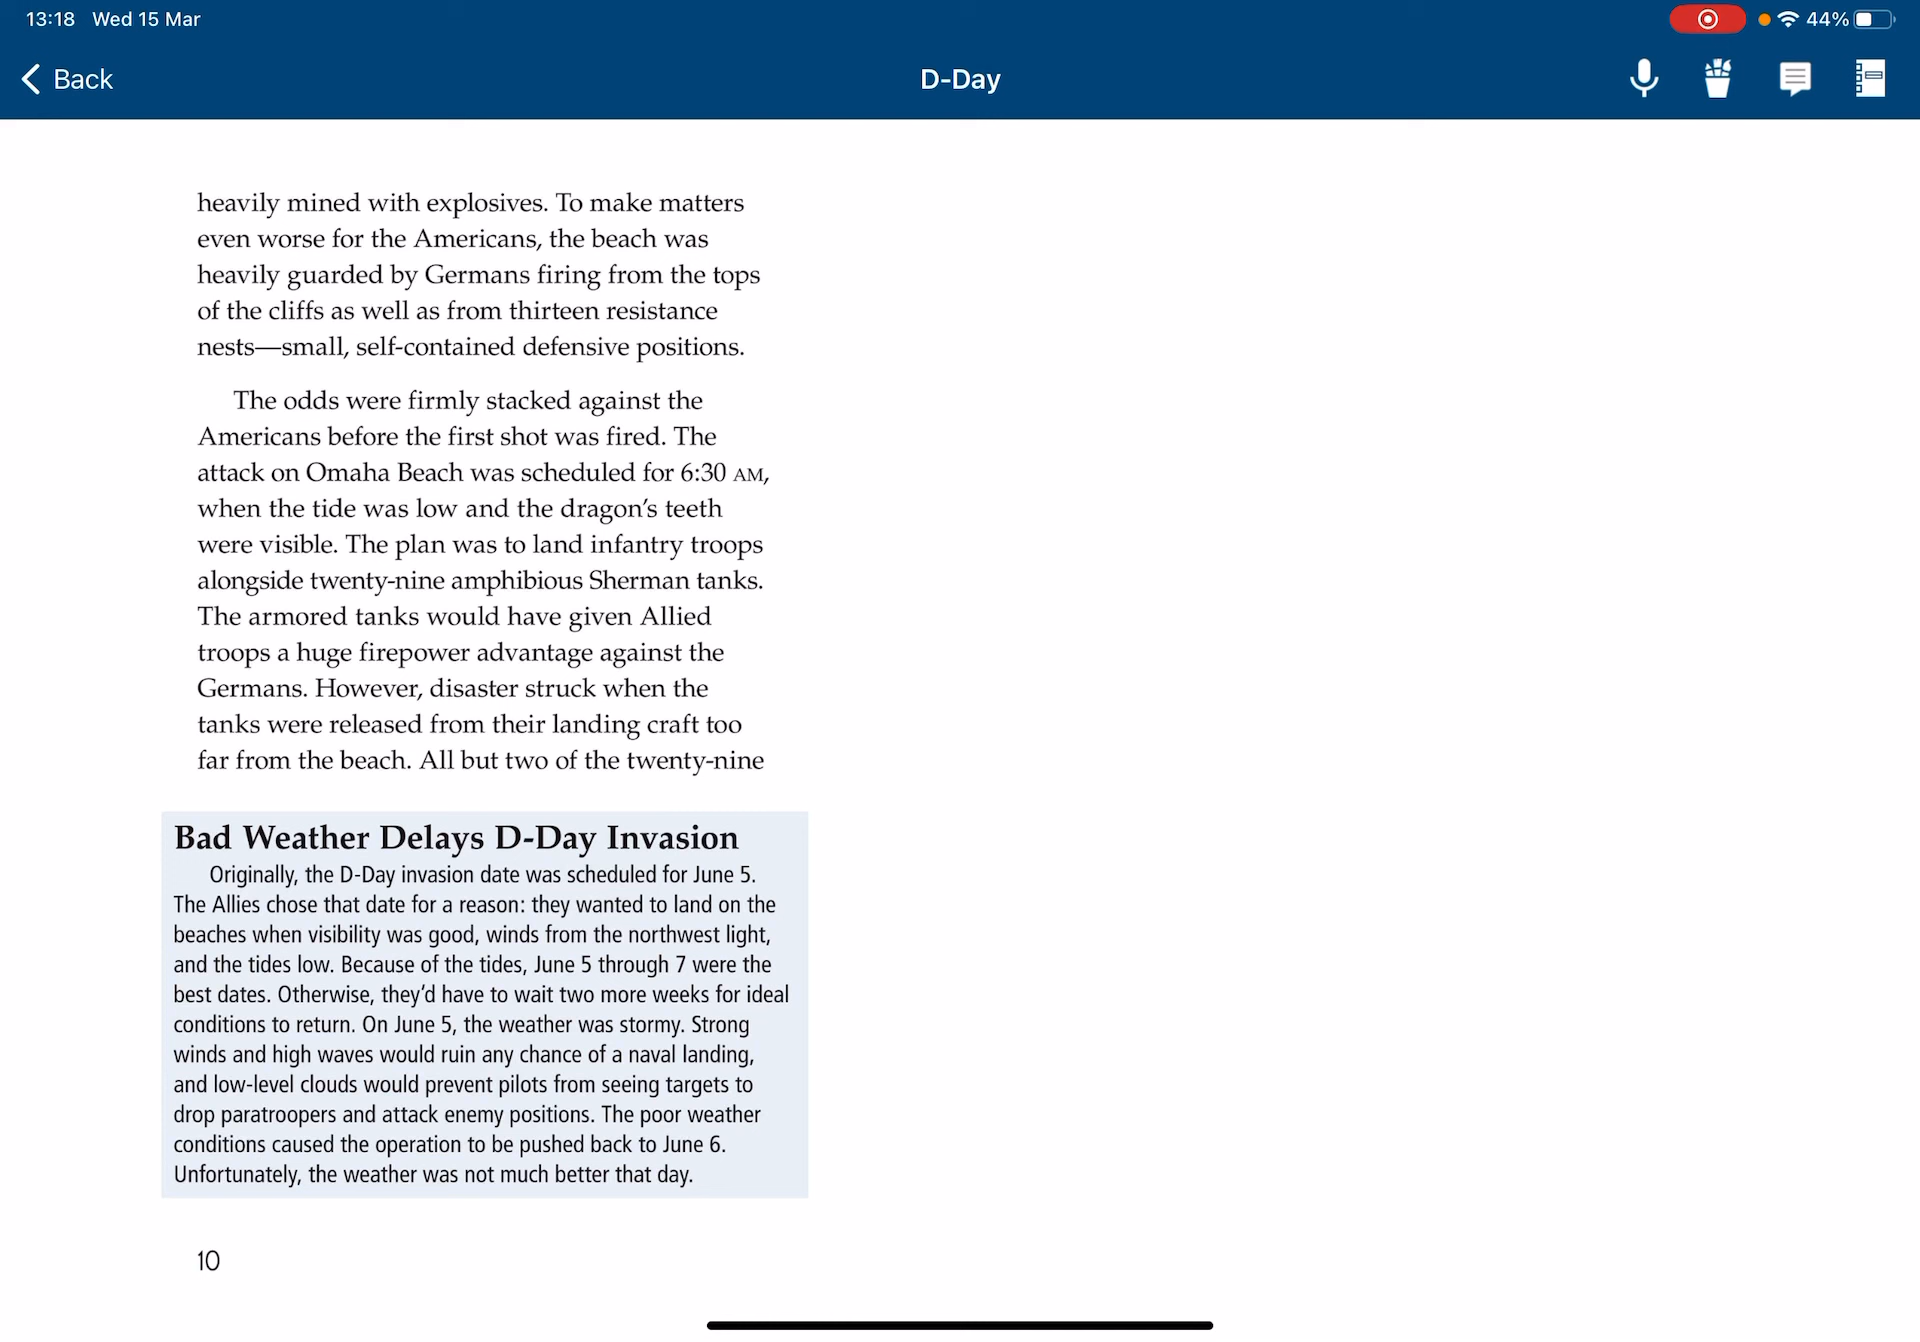 13:18 Wed 15 Mar
44%
Back
D-Day
heavily mined with explosives. To make matters
even worse for the Americans, the beach was
heavily guarded by Germans firing from the tops
of the cliffs as well as from thirteen resistance
nests—small, self-contained defensive positions.
The odds were firmly stacked against the
Americans before the first shot was fired. The
attack on Omaha Beach was scheduled for 6:30 AM,
when the tide was low and the dragon’s teeth
were visible. The plan was to land infantry troops
alongside twenty-nine amphibious Sherman tanks.
The armored tanks would have given Allied
troops a huge firepower advantage against the
Germans. However, disaster struck when the
tanks were released from their landing craft too
far from the beach. All but two of the twenty-nine
Bad Weather Delays D-Day Invasion
Originally, the D-Day invasion date was scheduled for June 5.
The Allies chose that date for a reason: they wanted to land on the
beaches when visibility was good, winds from the northwest light,
and the tides low. Because of the tides, June 5 through 7 were the
best dates. Otherwise, they’d have to wait two more weeks for ideal
conditions to return. On June 5, the weather was stormy. Strong
winds and high waves would ruin any chance of a naval landing,
and low-level clouds would prevent pilots from seeing targets to
drop paratroopers and attack enemy positions. The poor weather
conditions caused the operation to be pushed back to June 6.
Unfortunately, the weather was not much better that day.
10